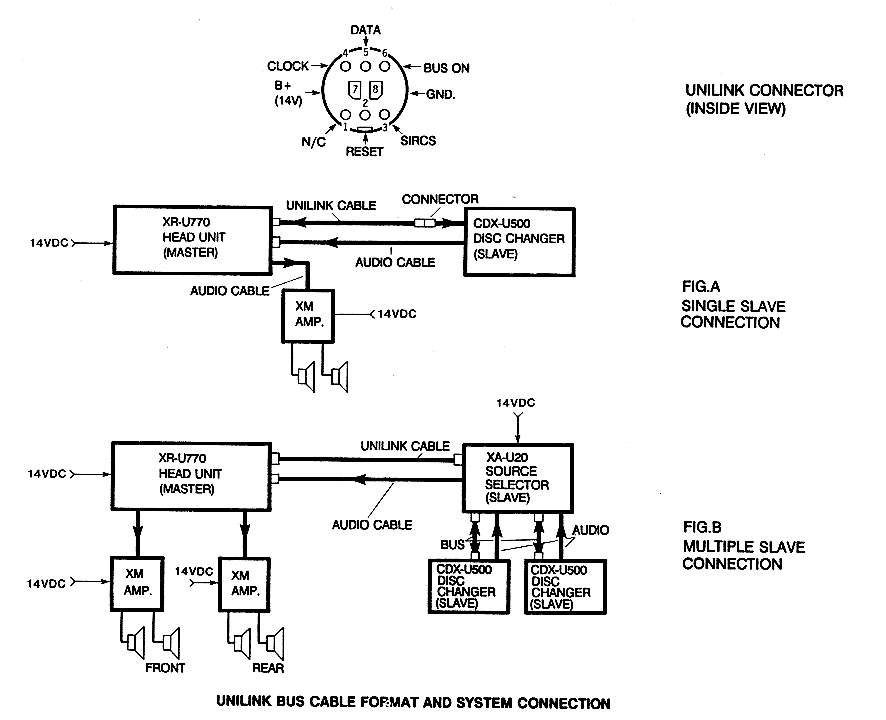 DATA
4 5 6
CLOCK
BUS ON
B+
(14V)
7 8
GND.
2
1 3
N/C
RESET
SIRCS
UNILINK CONNECTOR
(INSIDE VIEW)
UNILINK CABLE
CONNECTOR
XR-U770
HEAD UNIT
(MASTER)
14VDC
CDX-U500
DISC CHANGER
(SLAVE)
AUDIO CABLE
AUDIO CABLE
XM
AMP.
14VDC
FIG.A
SINGLE SLAVE
CONNECTION
14VDC
XR-U770
HEAD UNIT
(MASTER)
14VDC
UNILINK CABLE
AUDIO CABLE
XA-U20
SOURCE
SELECTOR
(SLAVE)
BUS
AUDIO
FIG.B
MULTIPLE SLAVE
CONNECTION
14VDC
XM
AMP.
14VDC
XM
AMP.
CDX-U500
DISC
CHANGER
(SLAVE)
CDX-U500
DISC
CHANGER
(SLAVE)
FRONT
REAR
UNILINK BUS CABLE FORMAT AND SYSTEM CONNECTION